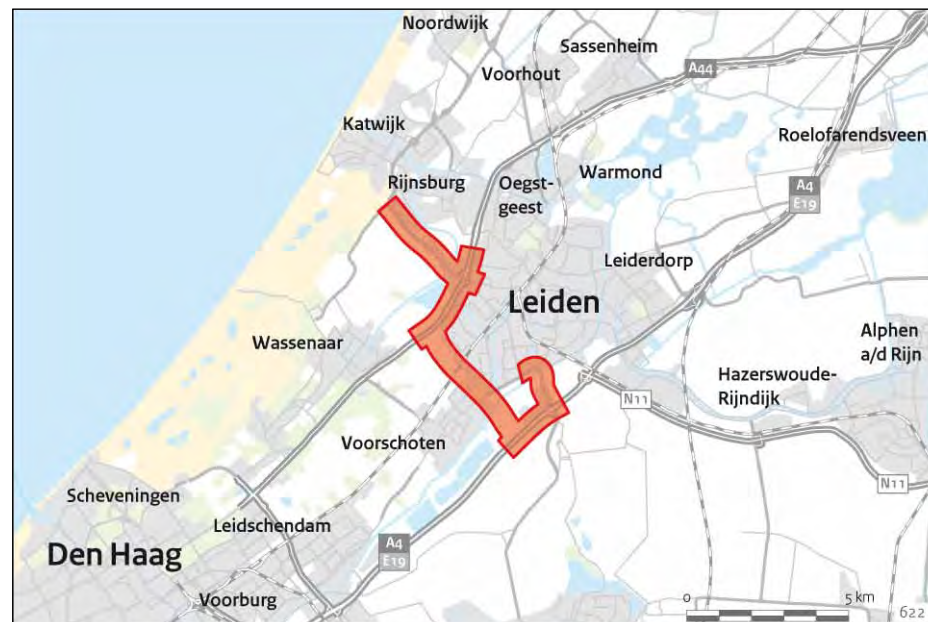 Noordwijk
Sassenheim
Voorhout
A44
Katwijk
Roelofarendsveen
Warmond
Rijnsburg
Oegst-
geest
A4
E19
Leiderdorp
Leiden
Wassenaar
Alphen
a/d Rijn
Hazerswoude-
Rijndijk
N11
Voorschoten
N11
Scheveningen
Leidschendam
Den Haag
A4
E19
Voorburg
0
5 km
622